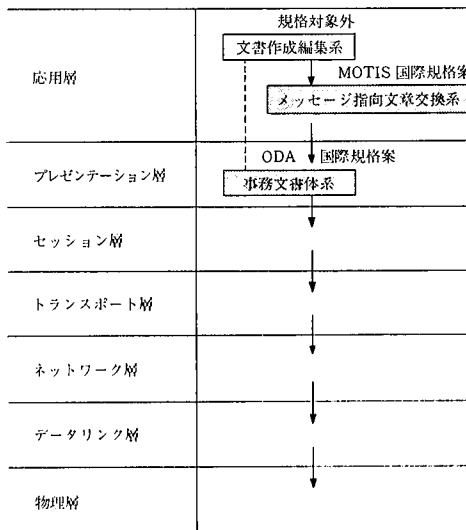 規格対象外
文書作成編集系
応用層
MOTIS 国際規格案
メッセージ指向文章交換系
ODA 国際規格案
プレゼンテーション層
事務文書体系
セッション層
トランスポート層
ネットワーク層
データリンク層
物理層